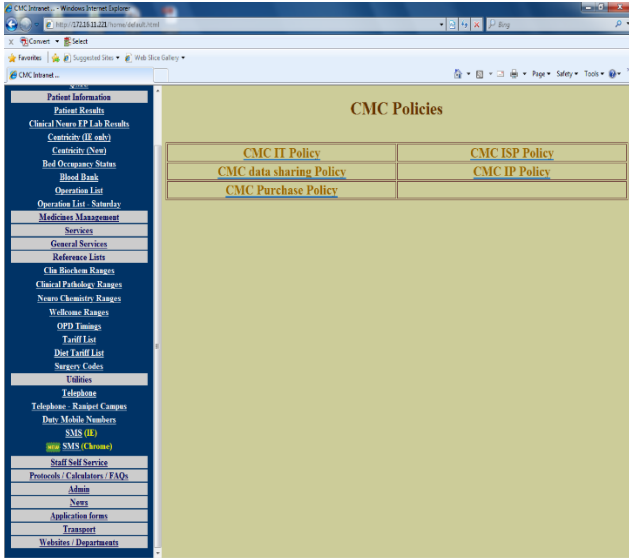 CMC Intranet... - Windows Internet Explorer
http://172.16.11.221/home/default.html
Bing
x Convert Select
Favorites Suggested Sites Web Slice Gallery
CMC Intranet ...
Page Safety Tools
Patient Information
Patient Results
Clinical Neuro EP Lab Results
Centricity (IE only)
Centricity (New)
Bed Occupancy Status
Blood Bank
Operation List
Operation List - Saturday
Medicines Management
Services
General Services
Reference Lists
Clin Biochem Ranges
Clinical Pathology Ranges
Neuro Chemistry Ranges
Wellcome Ranges
OPD Timings
Tariff List
Diet Tariff List
Surgery Codes
Utilities
Telephone
Telephone - Ranipet Campus
Duty Mobile Numbers
SMS (IE)
SMS (Chrome)
Staff Self Service
Protocols / Calculators / FAQs
Admin
News
Application forms
Transport
Websites / Departments
CMC Policies
CMC IT Policy CMC ISP Policy
CMC data sharing Policy CMC IP Policy
CMC Purchase Policy